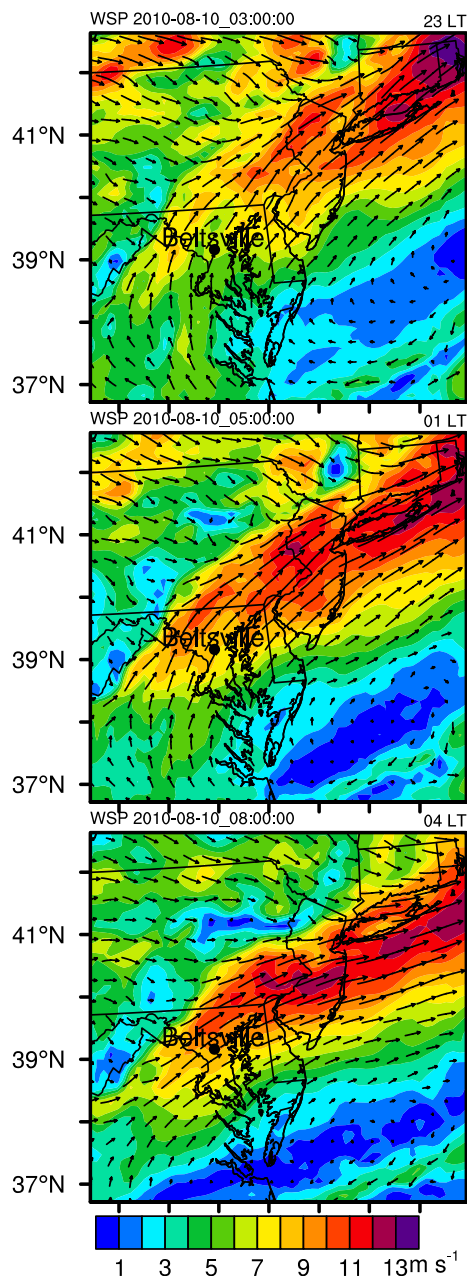 WSP 2010-08-10_03:00:00 23 LT
41°N
Beltsville
39°N
37°N
WSP 2010-08-10_05:00:00 01 LT
41°N
Beltsville
39°N
37°N
WSP 2010-08-10_08:00:00 04 LT
41°N
Beltsville
39°N
37°N
1 3 5 7 9 11 13 m s⁻¹